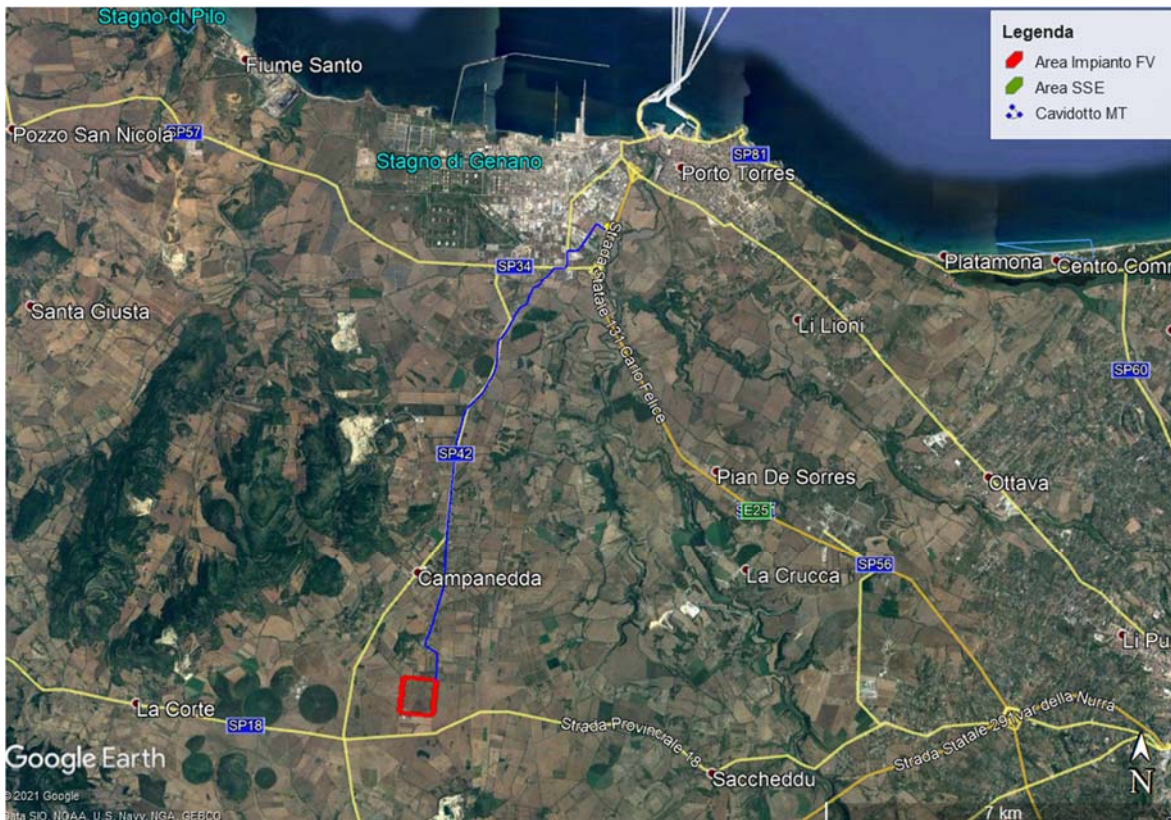 Stagno di Pilo
Legenda
Area Impianto FV
Area SSE
Cavidotto MT
Fiume Santo
Pozzo San Nicola
SP57
Stagno di Genano
SP81
Porto Torres
SP34
Strada Statale 131 Carlo Felice
Platamona
Centro Comm
Santa Giusta
Li Lioni
SP60
SP42
Pian De Sorres
E25
Ottava
Campanedda
La Crucca
SP56
Li Pu
La Corte
SP18
Strada Provinciale 18
Strada Statale 291var della Nurra
Saccheddu
Google Earth
N
© 2021 Google
Data SIO, NOAA, U.S. Navy, NGA, GEBCO
7 km